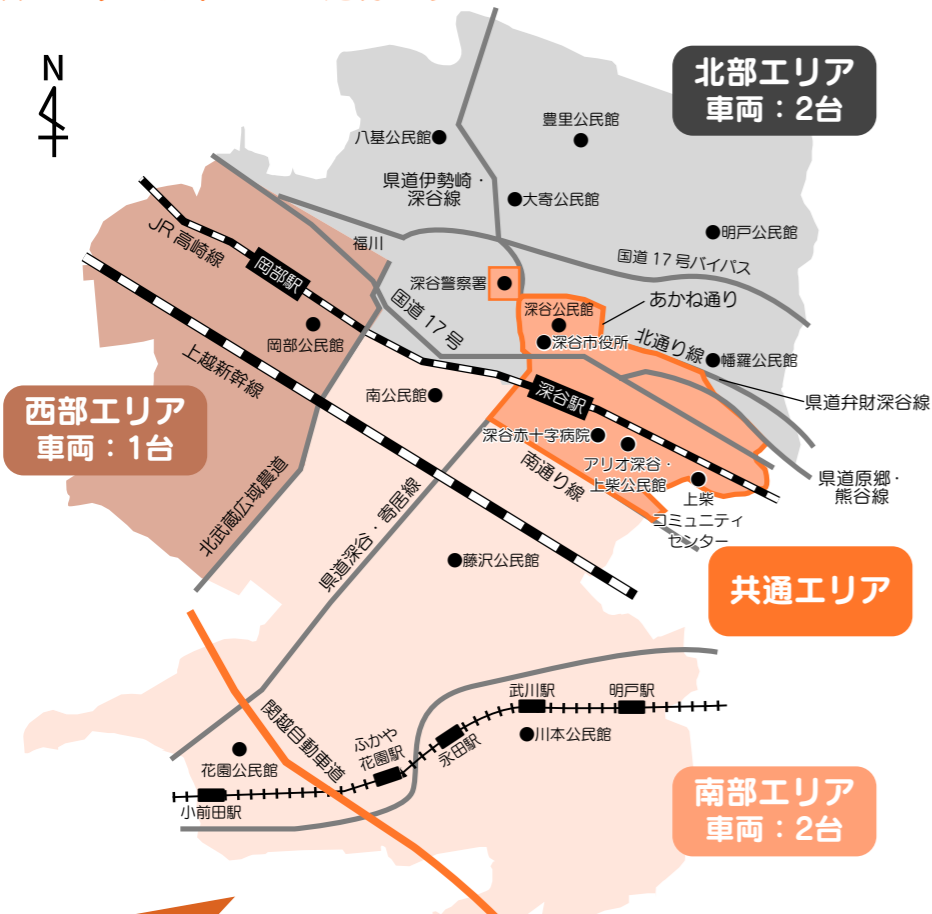 N
北部エリア
車両：2台
八基公民館
豊里公民館
県道伊勢崎・
深谷線
大寄公民館
明戸公民館
福川
国道17号バイパス
JR高崎線
岡部駅
深谷警察署
あかね通り
深谷公民館
国道17号
深谷市役所
北通り線
幡羅公民館
岡部公民館
上越新幹線
南公民館
深谷駅
県道弁財深谷線
西部エリア
車両：1台
深谷赤十字病院
アリオ深谷・
上柴公民館
南通り線
県道原郷・
熊谷線
上柴
コミュニティ
センター
北武蔵広域農道
県道深谷・寄居線
藤沢公民館
共通エリア
武川駅
明戸駅
関越自動車道
ふかや
花園駅
永田駅
川本公民館
花園公民館
小前田駅
南部エリア
車両：2台